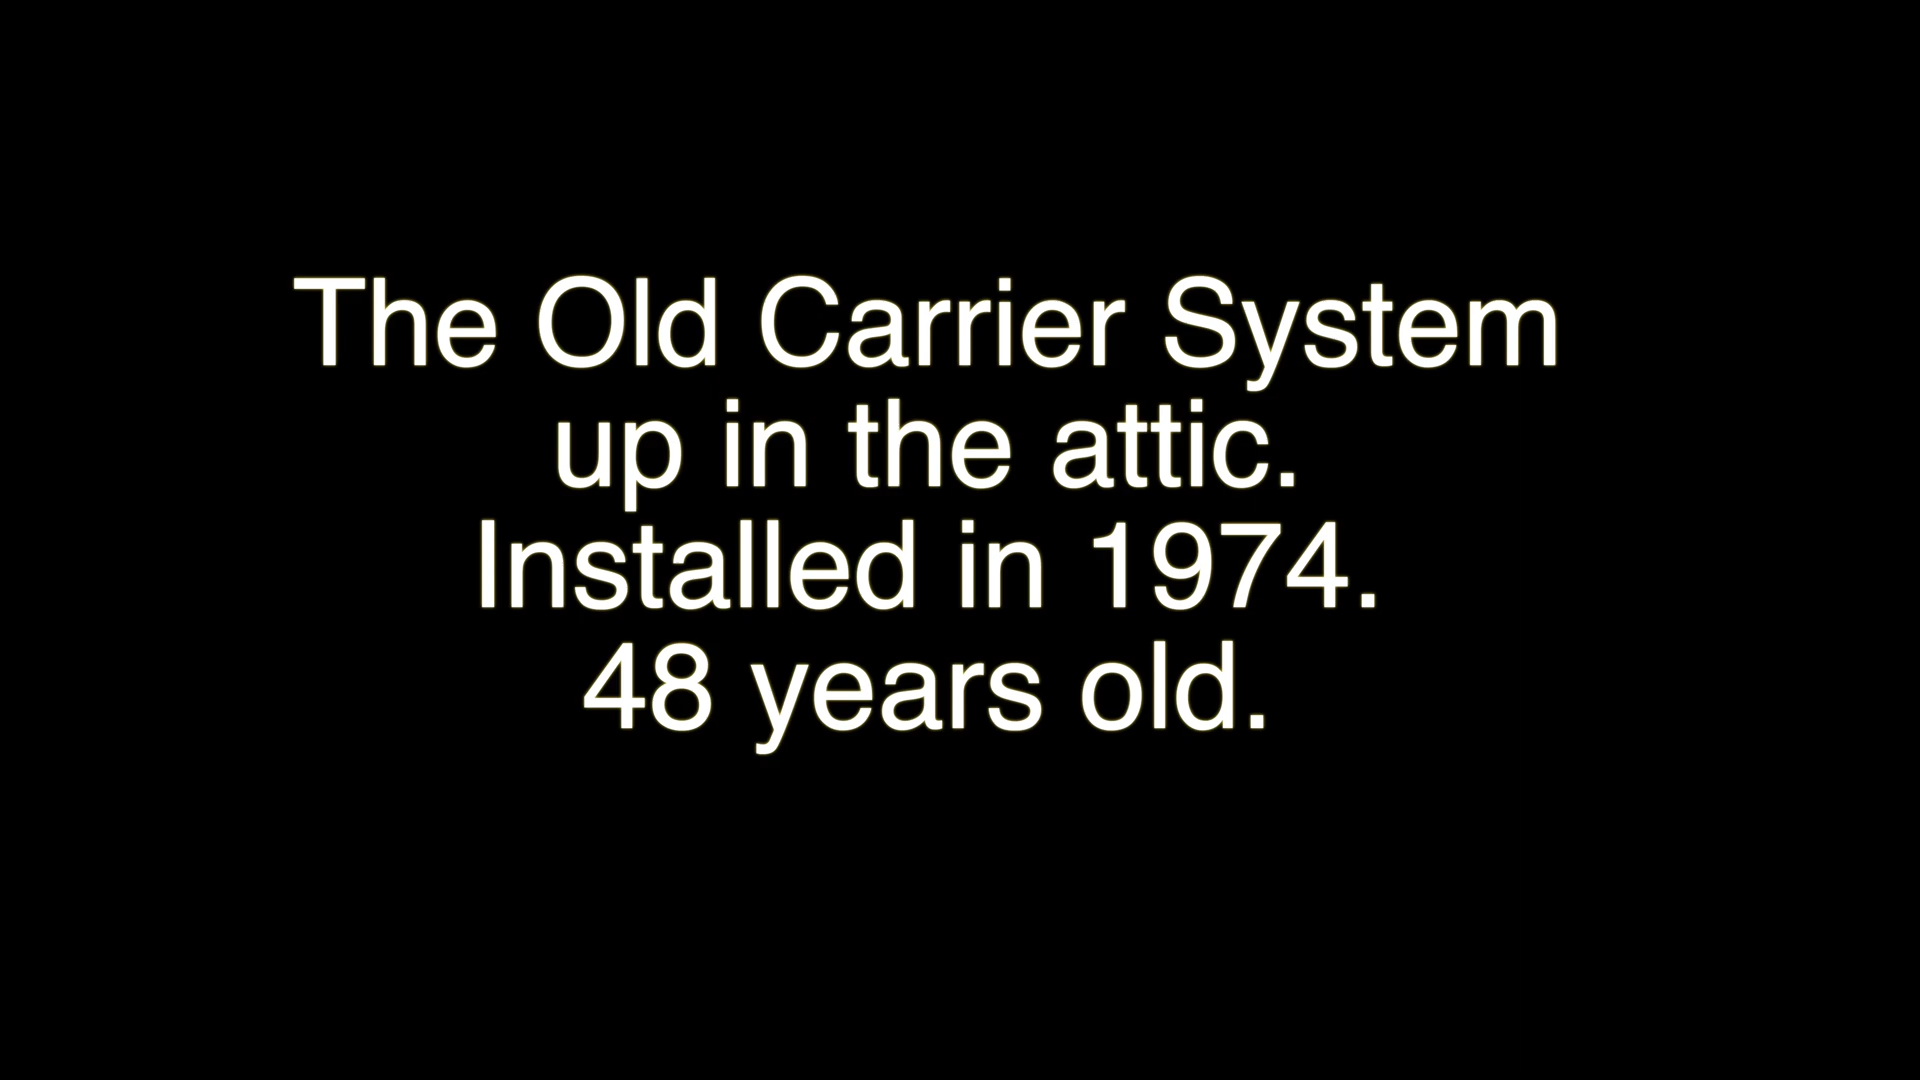 The Old Carrier System
up in the attic.
Installed in 1974.
48 years old.